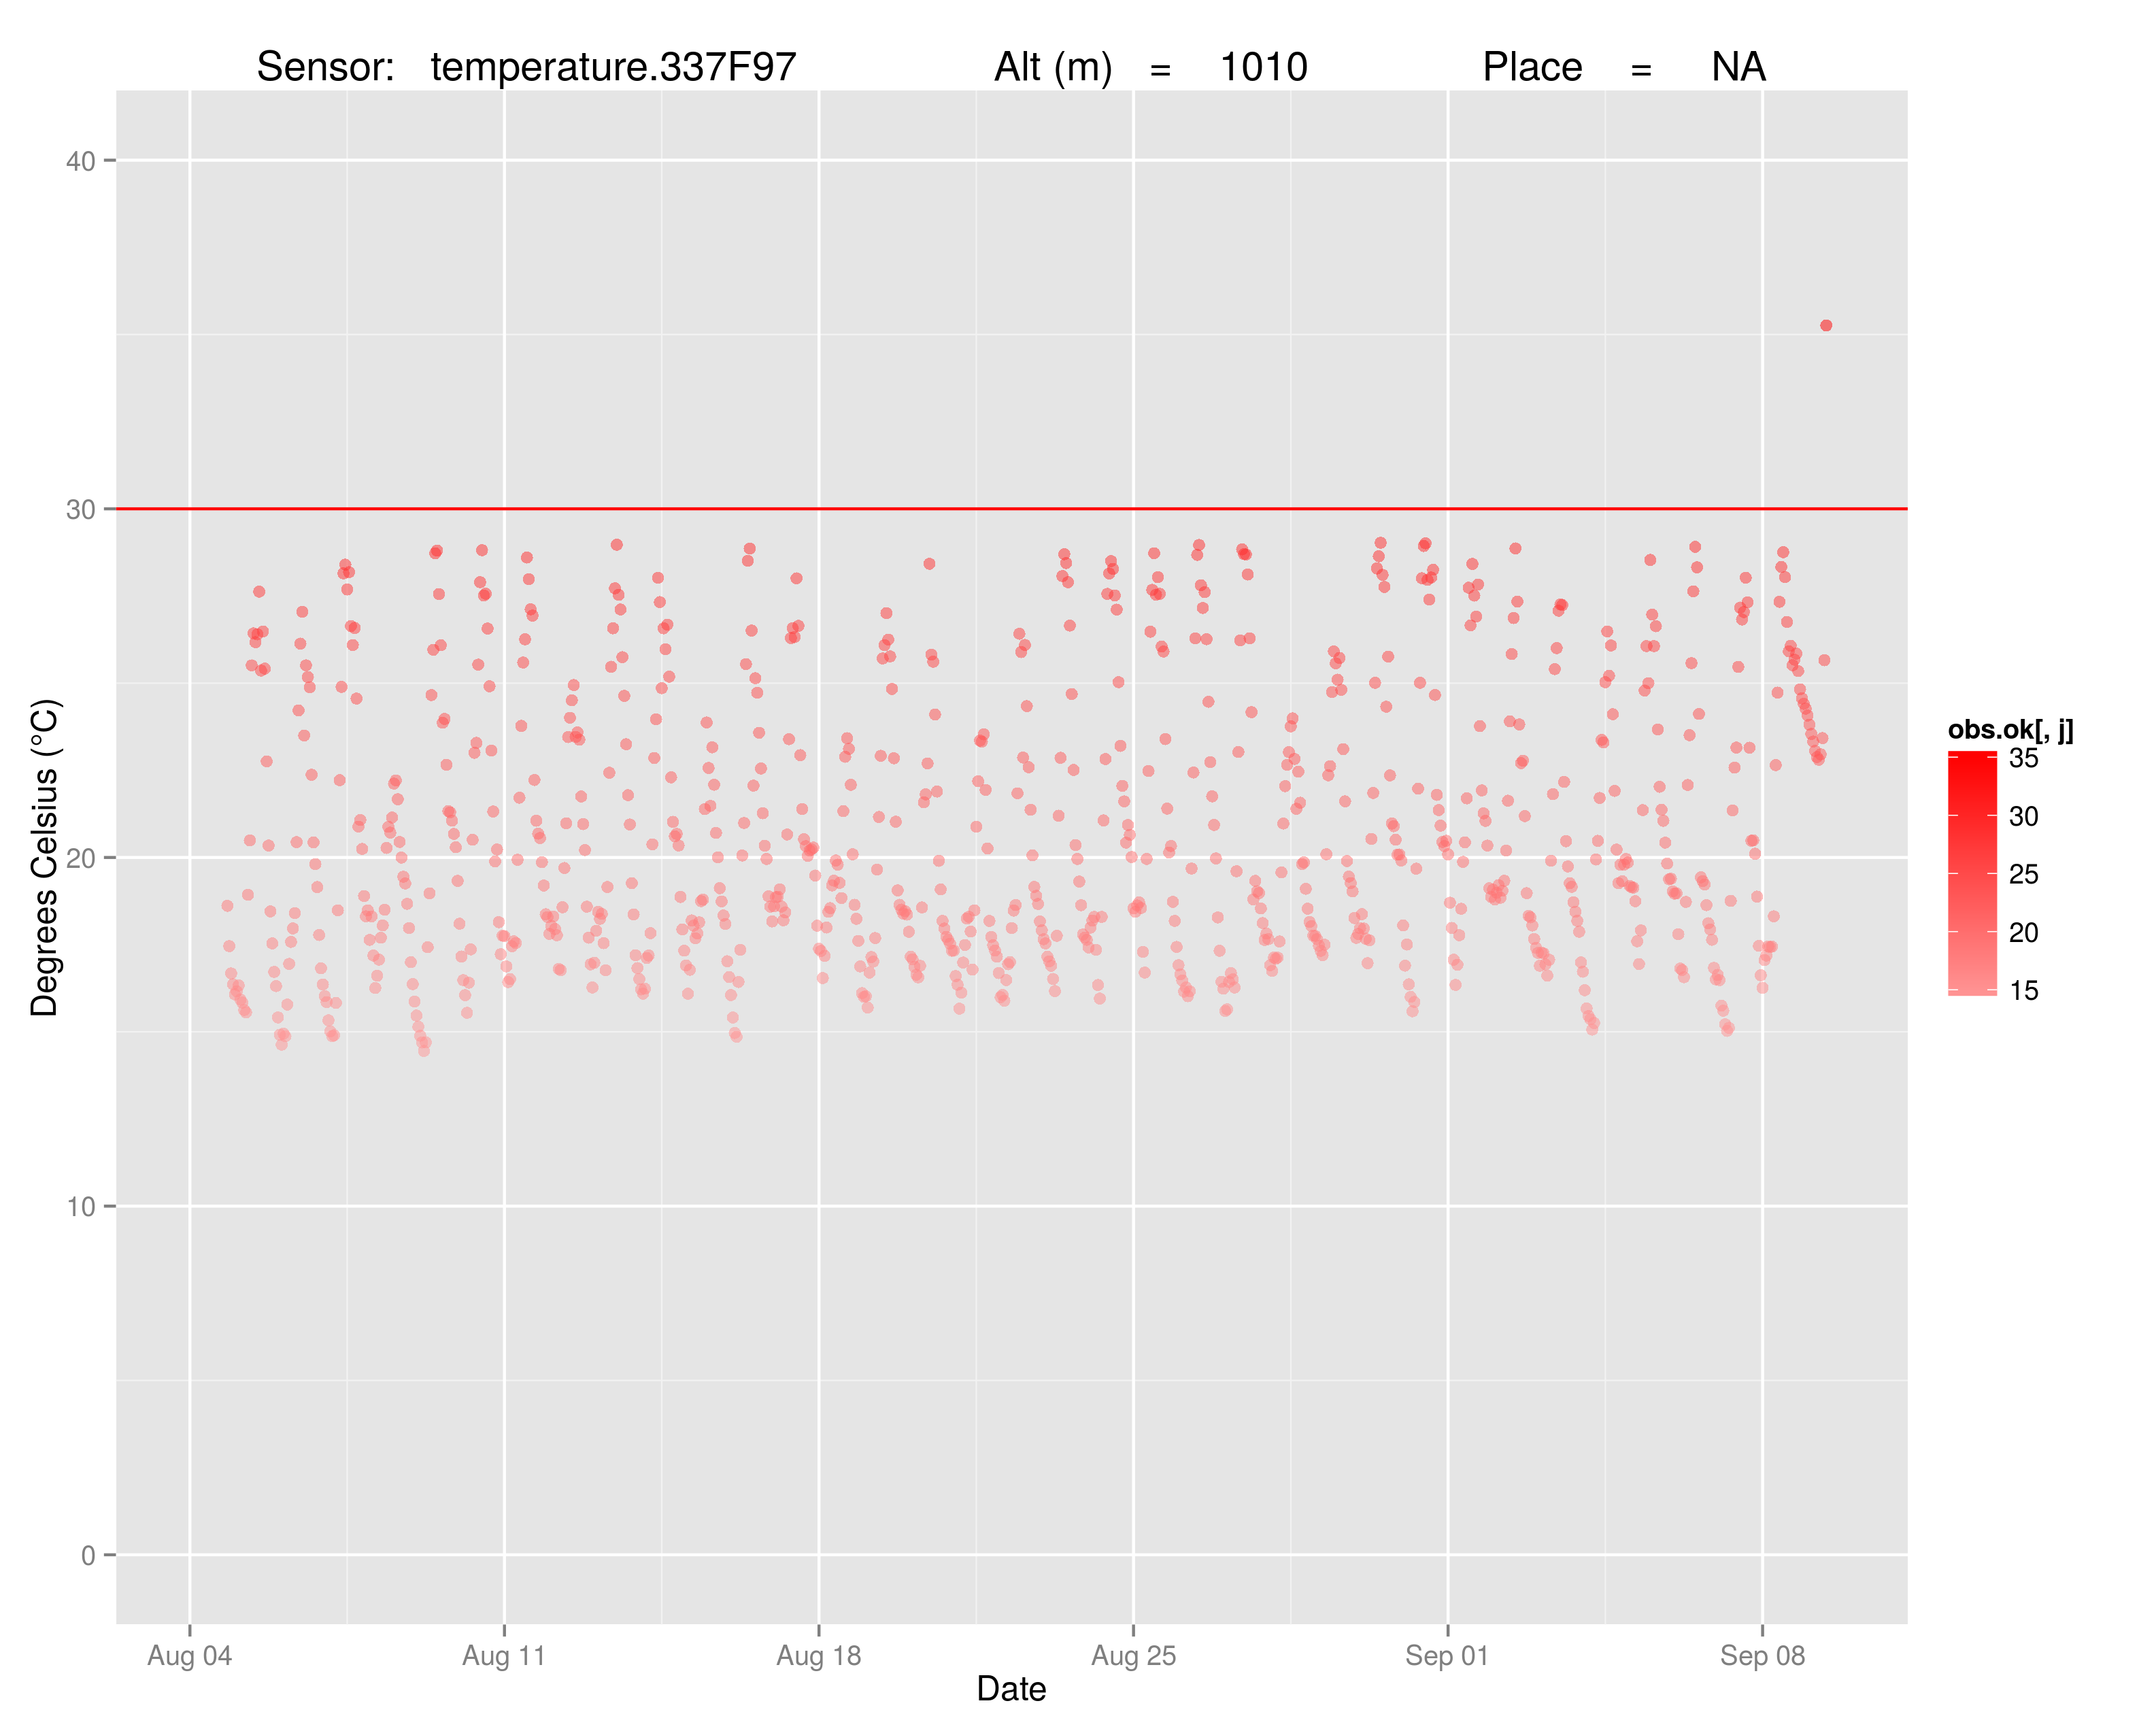 Sensor: temperature.337F97 Alt (m) = 1010 Place = NA
40
30
20
10
0
Degrees Celsius (°C)
Aug 04 Aug 11 Aug 18 Aug 25 Sep 01 Sep 08
Date
obs.ok[, j]
35
30
25
20
15